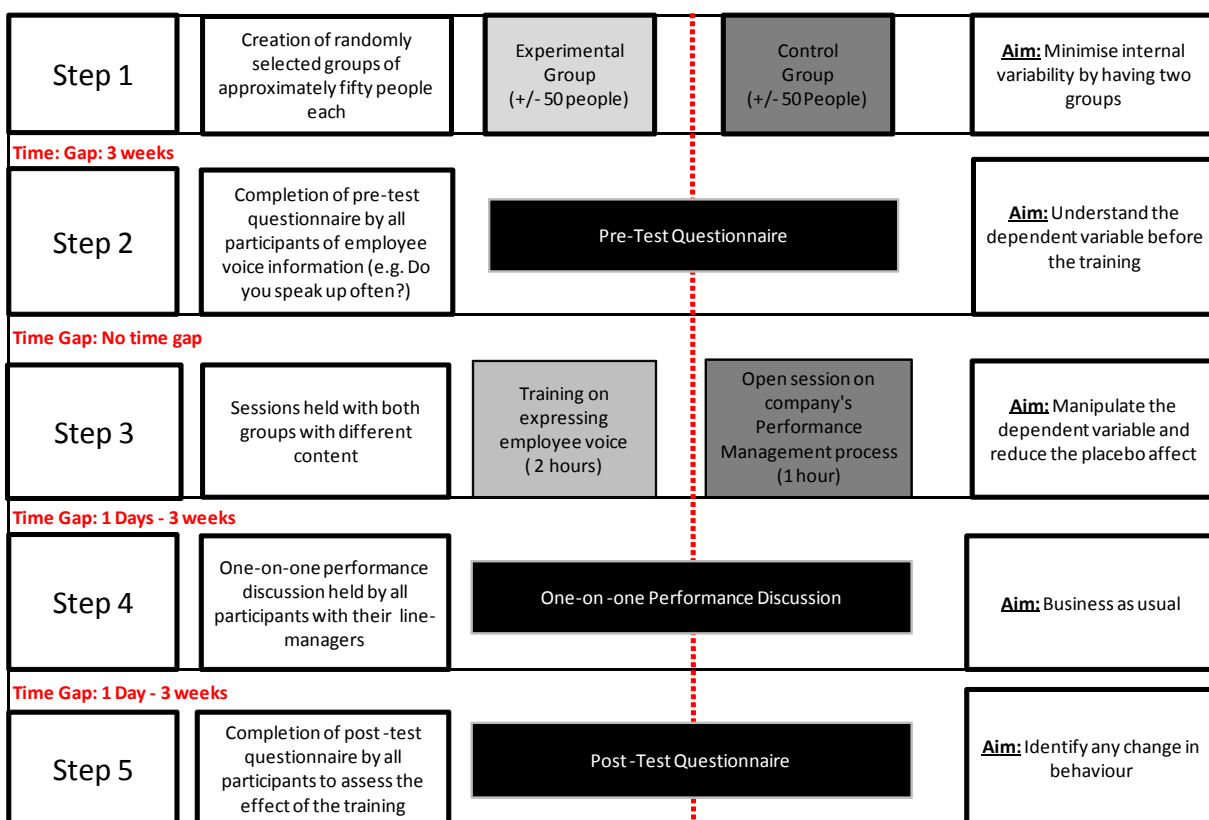 Step 1
Creation of randomly
selected groups of
approximately fifty people
each
Experimental
Group
(+/- 50 people)
Control
Group
(+/- 50 People)
Aim: Minimise internal
variability by having two
groups
Time: Gap: 3 weeks
Step 2
Completion of pre-test
questionnaire by all
participants of employee
voice information (e.g. Do
you speak up often?)
Pre-Test Questionnaire
Aim: Understand the
dependent variable before
the training
Time Gap: No time gap
Step 3
Sessions held with both
groups with different
content
Training on
expressing
employee voice
( 2 hours)
Open session on
company's
Performance
Management process
(1 hour)
Aim: Manipulate the
dependent variable and
reduce the placebo affect
Time Gap: 1 Days - 3 weeks
Step 4
One-on-one performance
discussion held by all
participants with their line-
managers
One-on -one Performance Discussion
Aim: Business as usual
Time Gap: 1 Day - 3 weeks
Step 5
Completion of post -test
questionnaire by all
participants to assess the
effect of the training
Post -Test Questionnaire
Aim: Identify any change in
behaviour